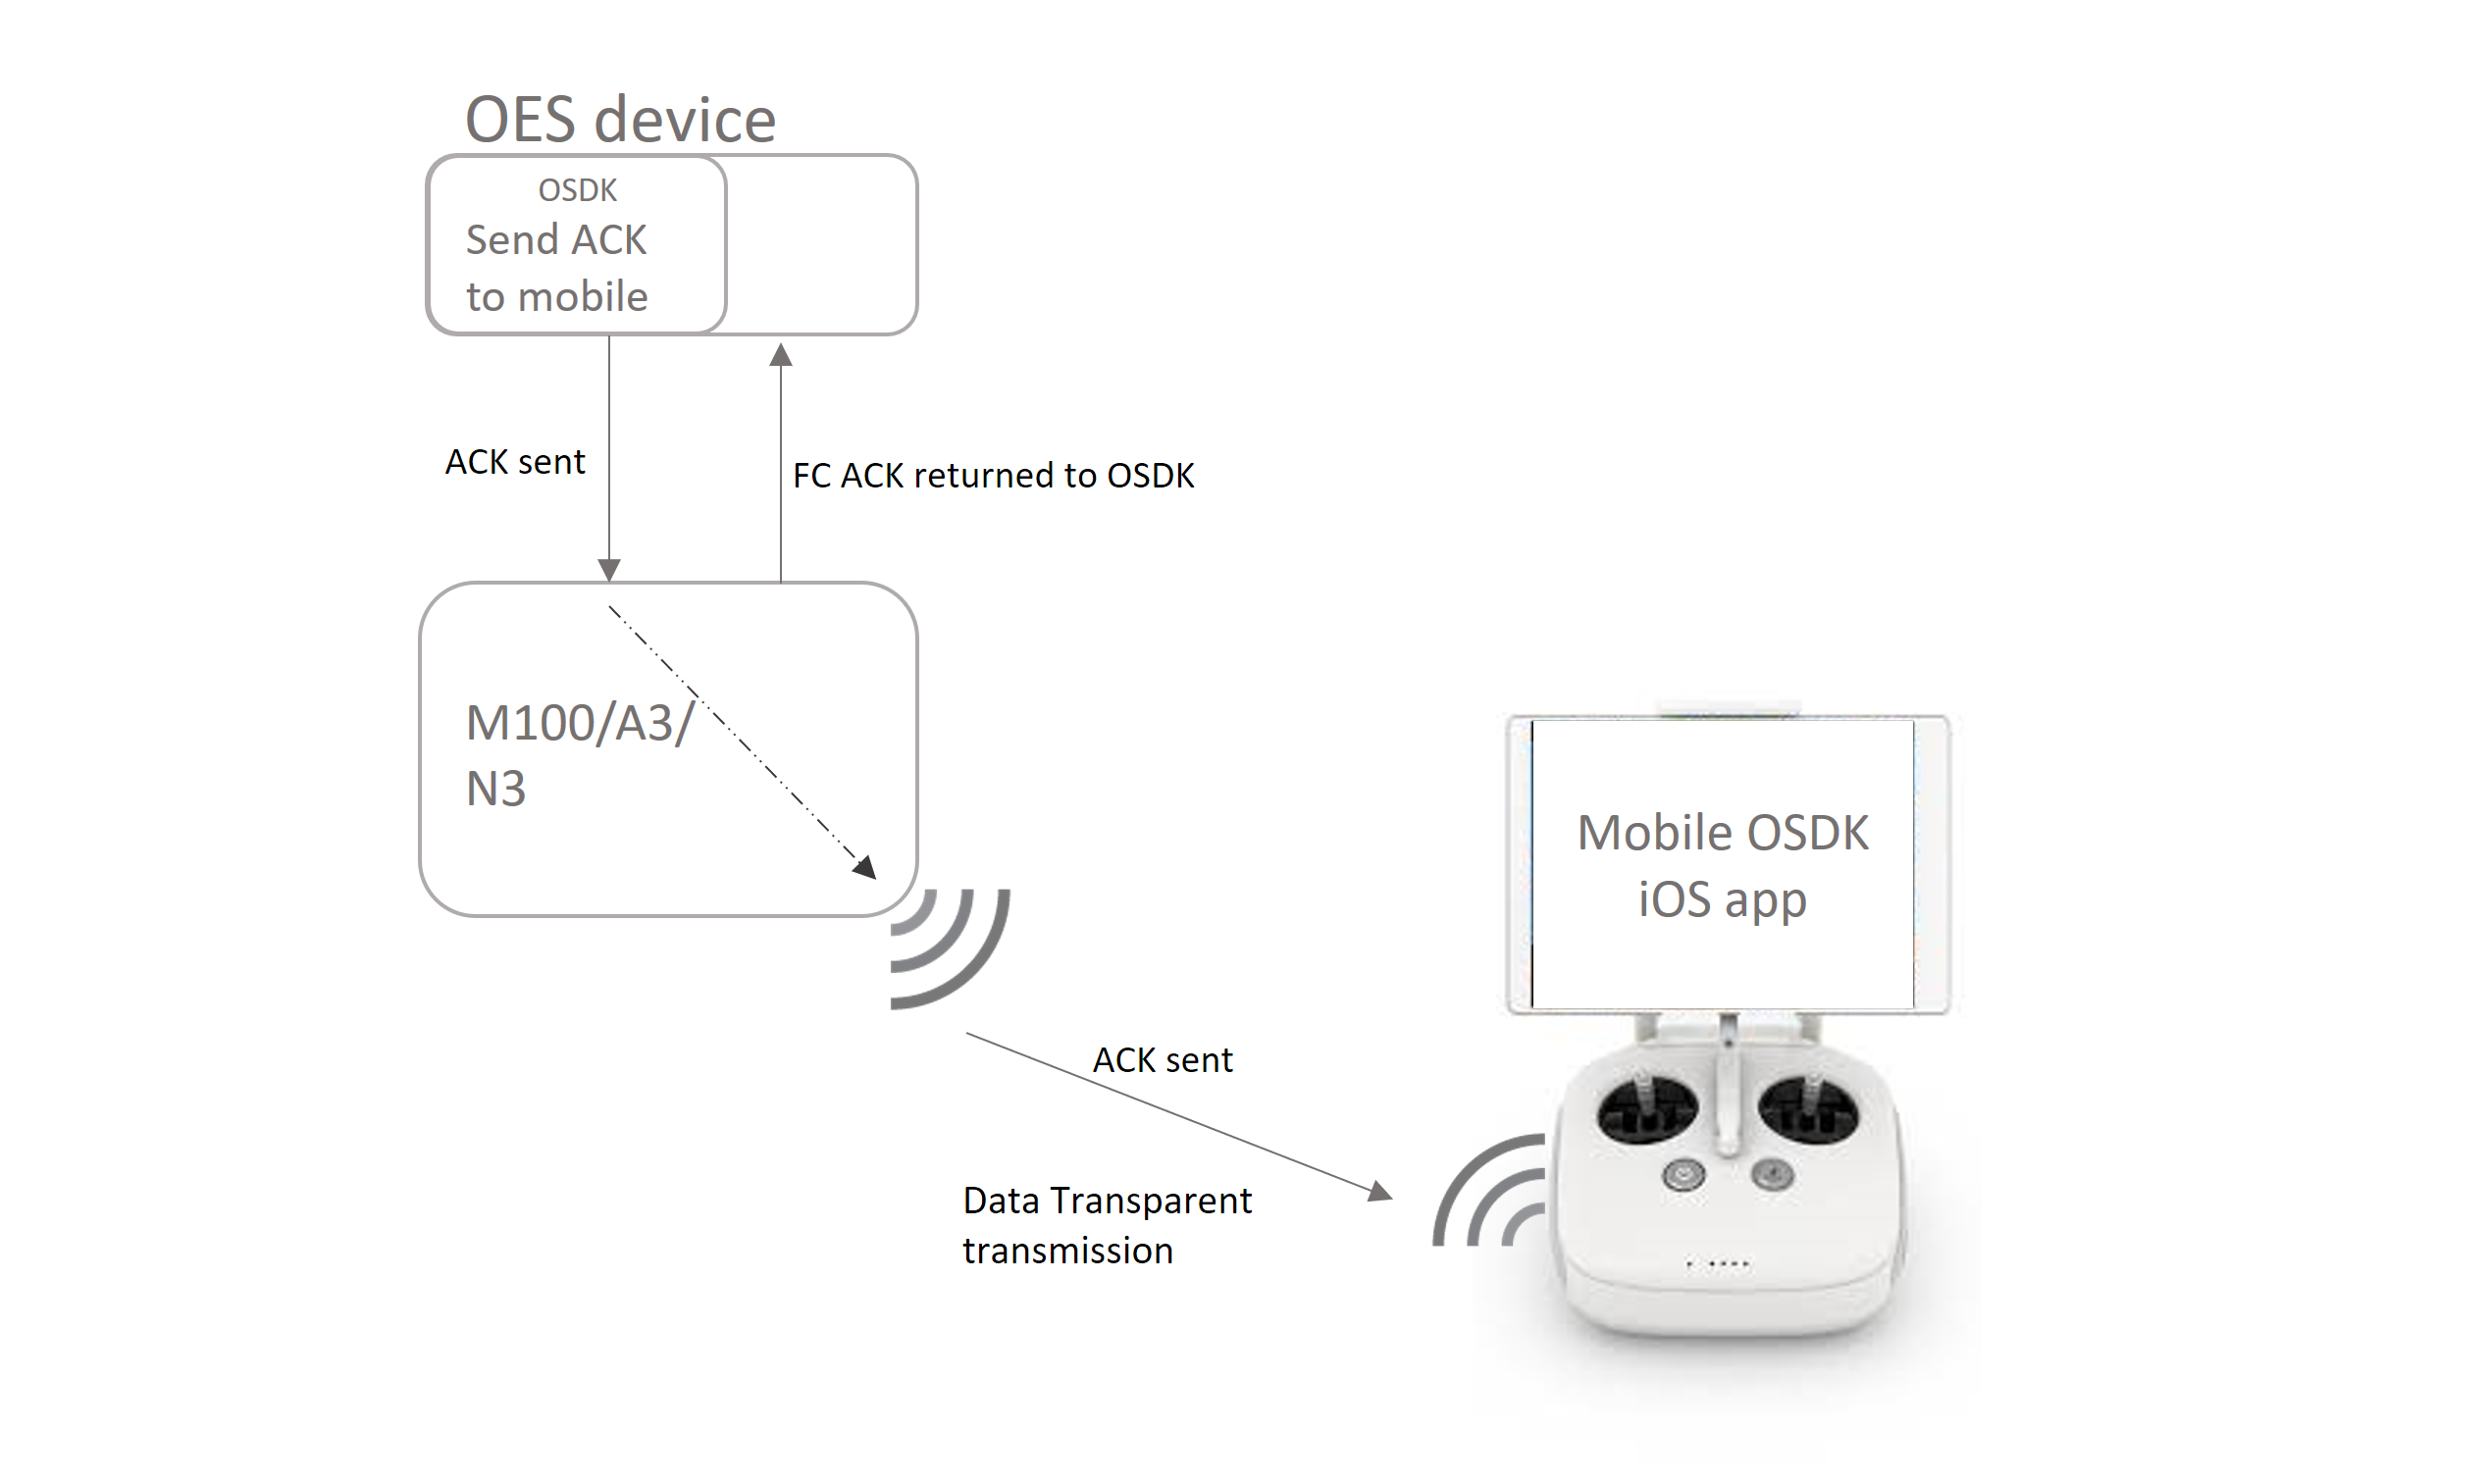 OES device
OSDK
Send ACK
to mobile
ACK sent
FC ACK returned to OSDK
M100/A3/
N3
Mobile OSDK
iOS app
ACK sent
Data Transparent
transmission